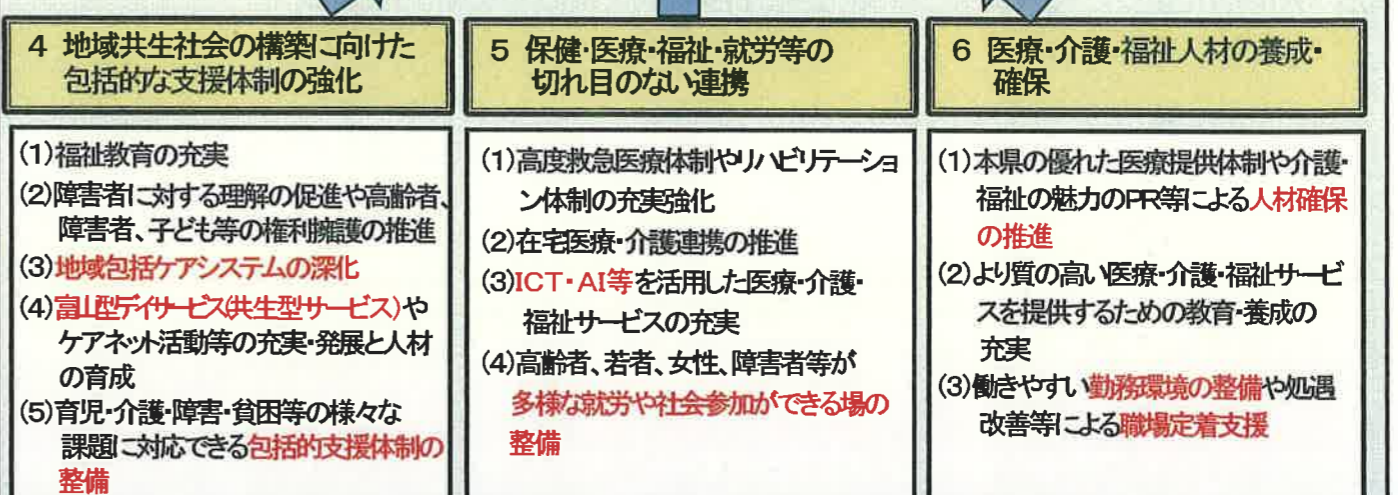 4 地域共生社会の構築に向けた
包括的な支援体制の強化
(1)福祉教育の充実
(2)障害者に対する理解の促進や高齢者、
障害者、子ども等の権利擁護の推進
(3)地域包括ケアシステムの深化
(4)富山型デイサービス(共生型サービス)や
ケアネット活動等の充実・発展と人材
の育成
(5)育児・介護・障害・貧困等の様々な
課題に対応できる包括的支援体制の
整備
5 保健・医療・福祉・就労等の
切れ目のない連携
(1)高度救急医療体制やリハビリテーショ
ン体制の充実強化
(2)在宅医療・介護連携の推進
(3)ICT・AI等を活用した医療・介護・
福祉サービスの充実
(4)高齢者、若者、女性、障害者等が
多様な就労や社会参加ができる場の
整備
6 医療・介護・福祉人材の養成・
確保
(1)本県の優れた医療提供体制や介護・
福祉の魅力のPR等による人材確保
の推進
(2)より質の高い医療・介護・福祉サービ
スを提供するための教育・養成の
充実
(3)働きやすい勤務環境の整備や処遇
改善等による職場定着支援